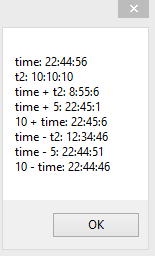 time: 22:44:56
t2: 10:10:10
time + t2: 8:55:6
time + 5: 22:45:1
10 + time: 22:45:6
time - t2: 12:34:46
time - 5: 22:44:51
10 - time: 22:44:46
OK